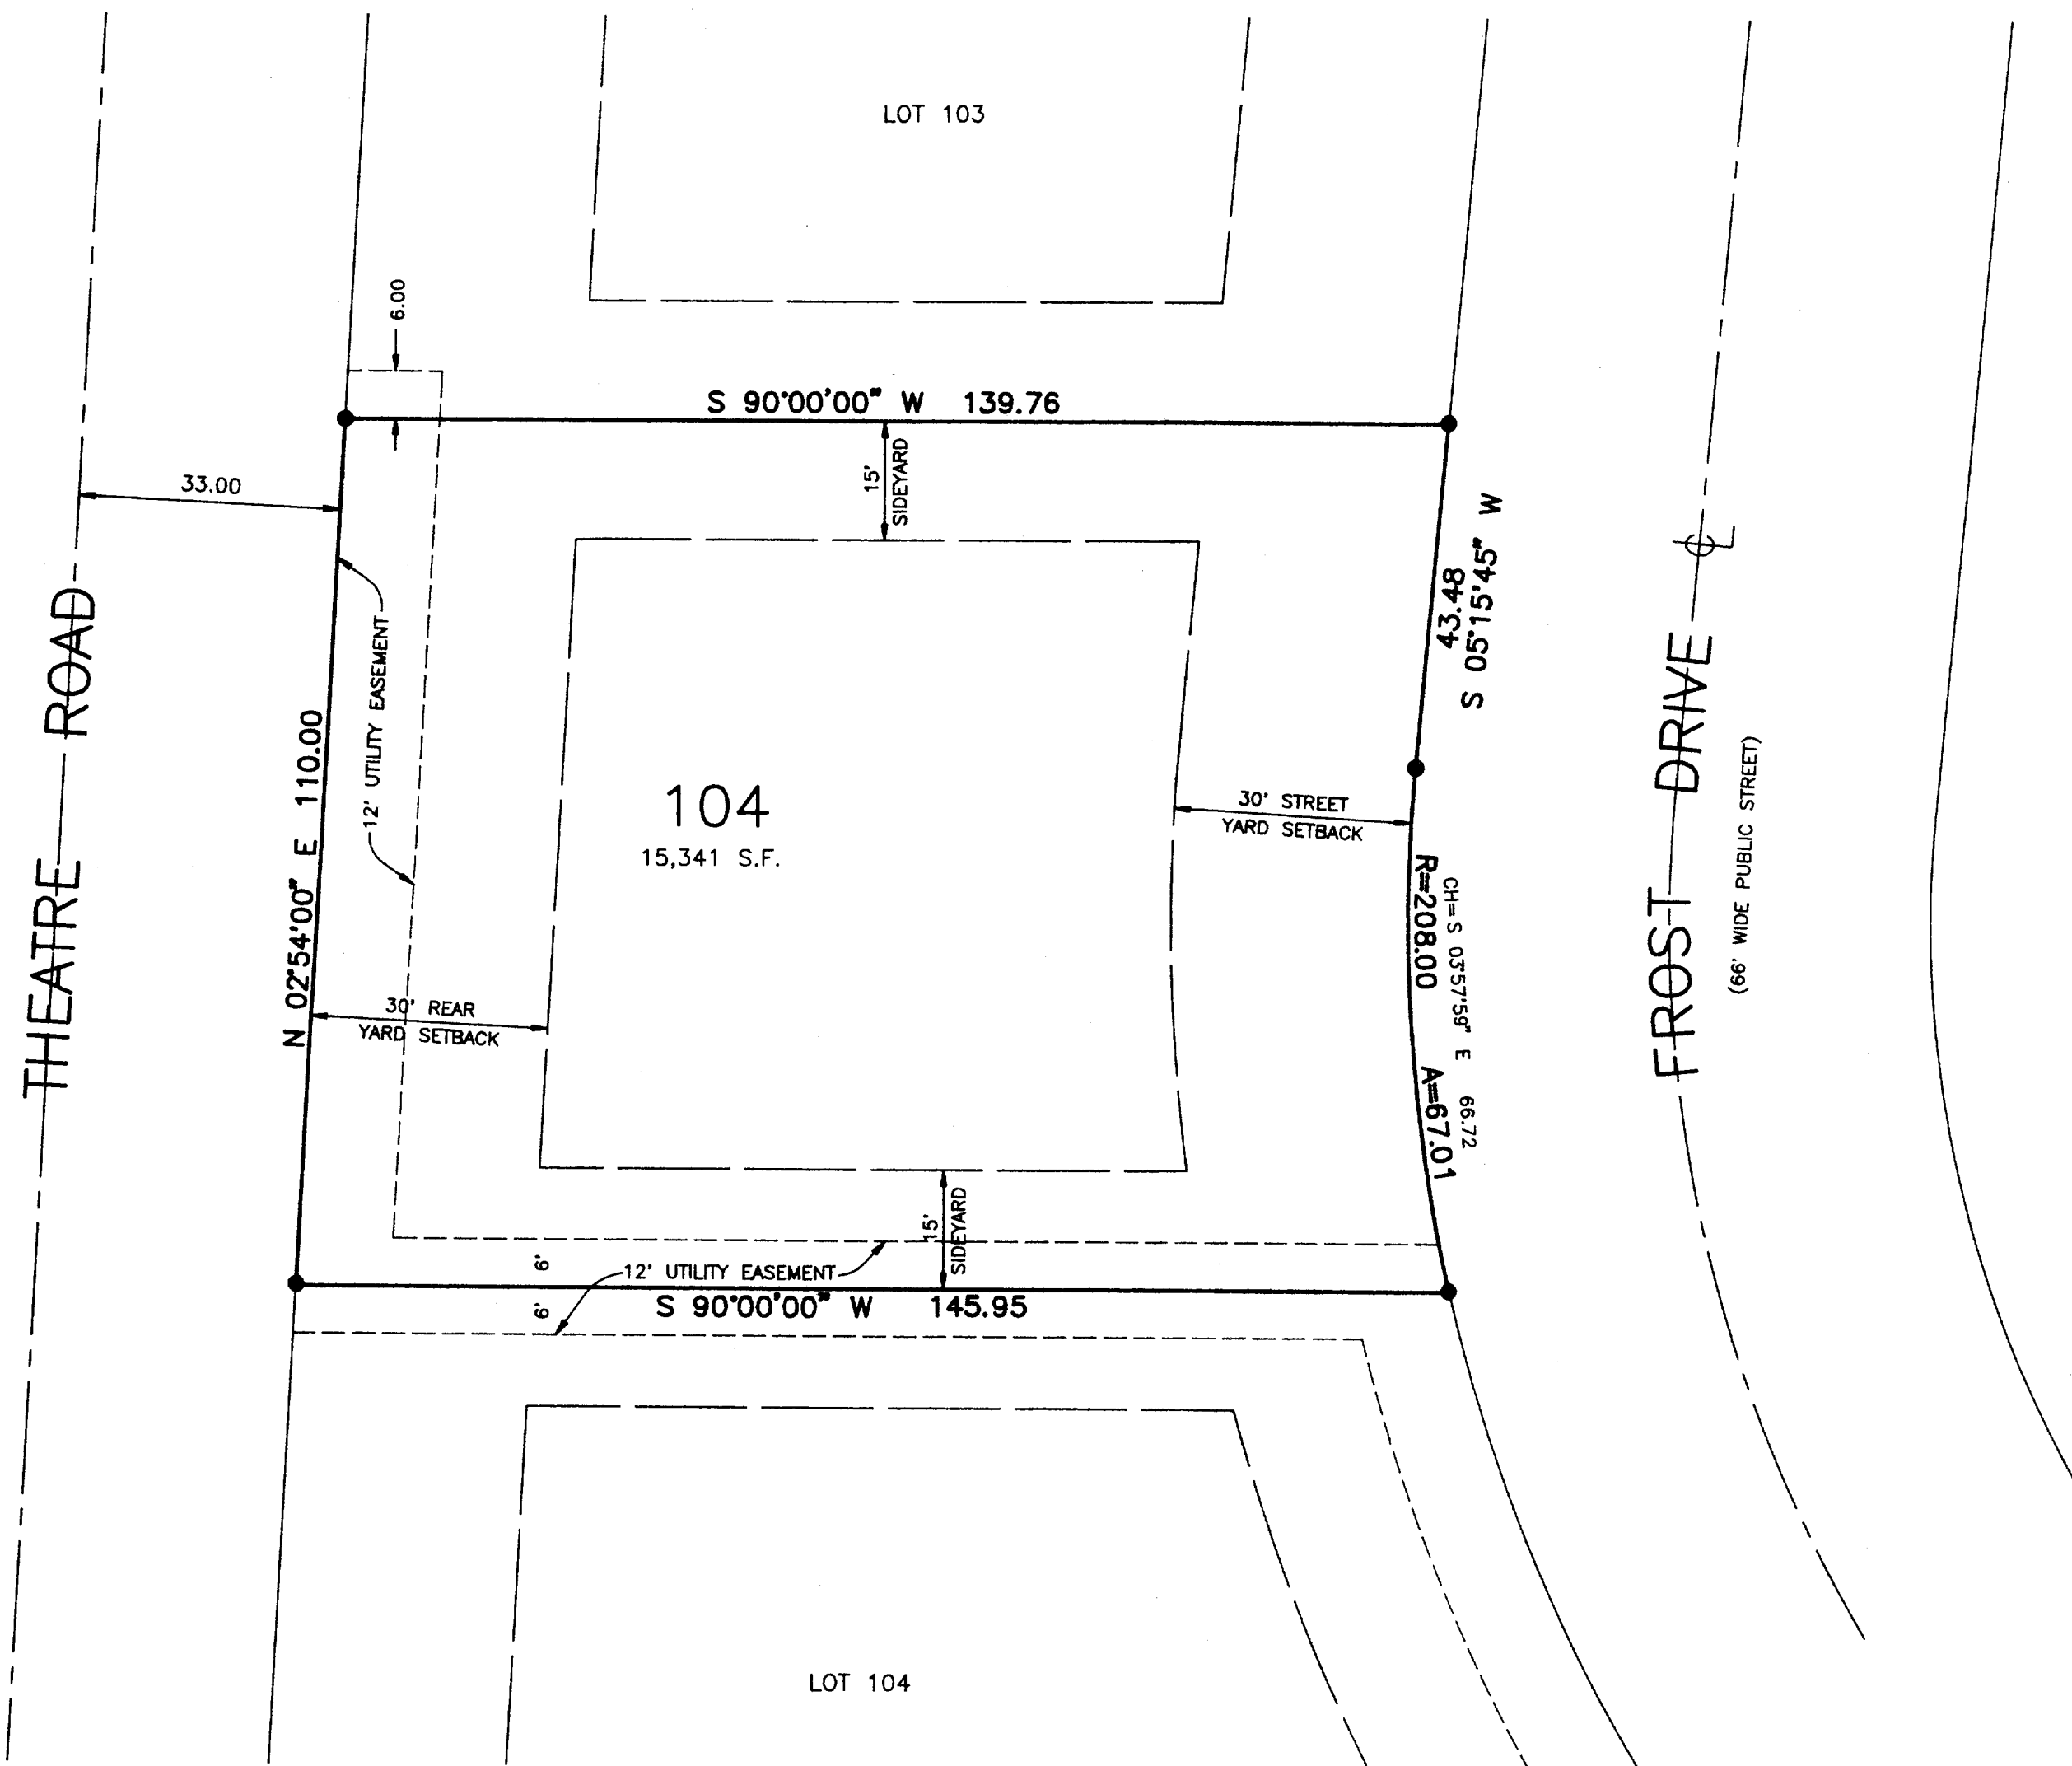 LOT 103
6.00
S 90°00'00" W 139.76
33.00
15'
SIDEYARD
43.48
S 05°15'45" W
12' UTILITY EASEMENT
THEATRE ROAD
N 02°54'00" E 110.00
104
15,341 S.F.
30' STREET
YARD SETBACK
FROST DRIVE
(66' WIDE PUBLIC STREET)
R=208.00 A=67.01
CH=S 03°57'59" E 66.72
30' REAR
YARD SETBACK
15'
SIDEYARD
6'
12' UTILITY EASEMENT
6'
S 90°00'00" W 145.95
LOT 104